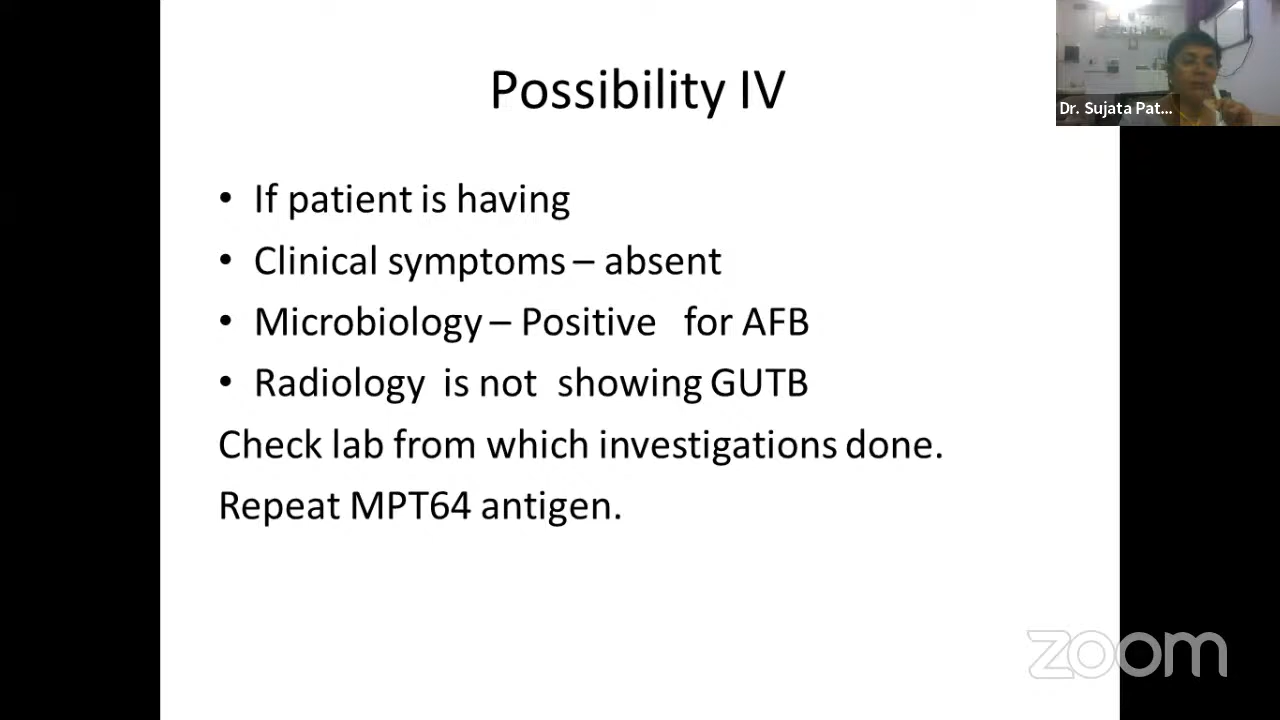 Possibility IV
Dr. Sujata Pat...
• If patient is having
• Clinical symptoms – absent
• Microbiology – Positive for AFB
• Radiology is not showing GUTB
Check lab from which investigations done.
Repeat MPT64 antigen.
zoom